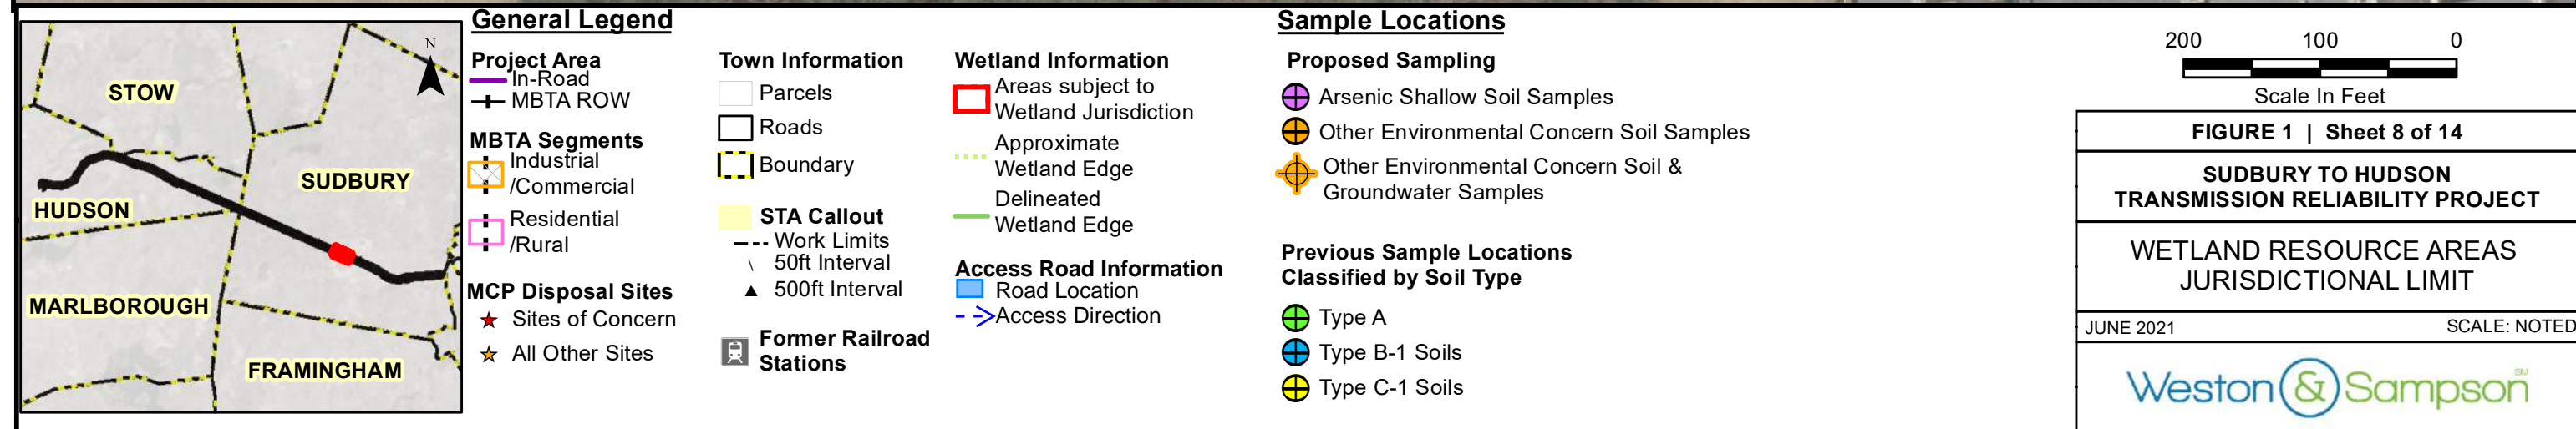 N
STOW
SUDBURY
HUDSON
MARLBOROUGH
FRAMINGHAM
General Legend
Project Area
In-Road
MBTA ROW
MBTA Segments
Industrial
/Commercial
Residential
/Rural
MCP Disposal Sites
Sites of Concern
All Other Sites
Town Information
Parcels
Roads
Boundary
STA Callout
Work Limits
50ft Interval
500ft Interval
Former Railroad
Stations
Wetland Information
Areas subject to
Wetland Jurisdiction
Approximate
Wetland Edge
Delineated
Wetland Edge
Access Road Information
Road Location
Access Direction
Sample Locations
Proposed Sampling
Arsenic Shallow Soil Samples
Other Environmental Concern Soil Samples
Other Environmental Concern Soil &
Groundwater Samples
Previous Sample Locations
Classified by Soil Type
Type A
Type B-1 Soils
Type C-1 Soils
200 100 0
Scale In Feet
FIGURE 1 | Sheet 8 of 14
SUDBURY TO HUDSON
TRANSMISSION RELIABILITY PROJECT
WETLAND RESOURCE AREAS
JURISDICTIONAL LIMIT
JUNE 2021 SCALE: NOTED
Weston & Sampson SM